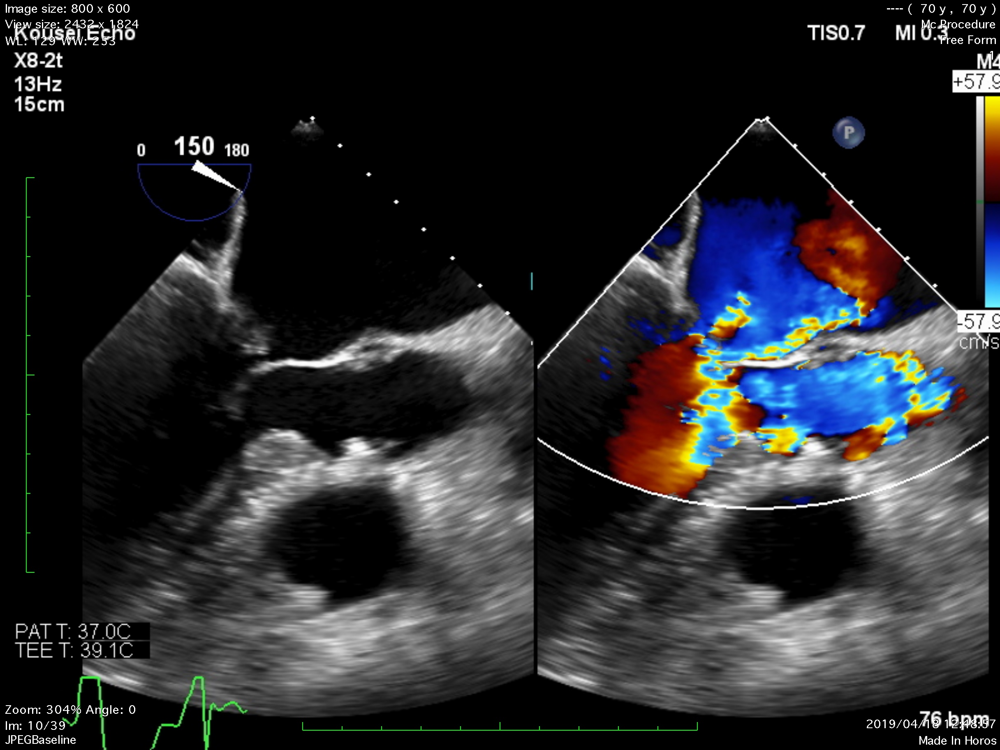 Image size: 800 x 600
View size: 2432 x 1824
WL: 129 WW: 253
Kousei Echo
X8-2t
13Hz
15cm
---- ( 70 y , 70 y )
Mc Procedure
Free Form
1
TIS0.7 MI 0.3
M4
+57.9
-57.9
cm/s
P
0 150 180
PAT T: 37.0C
TEE T: 39.1C
Zoom: 304% Angle: 0
Im: 10/39
JPEGBaseline
76 bpm
2019/04/18 12:48:57
Made In Horos